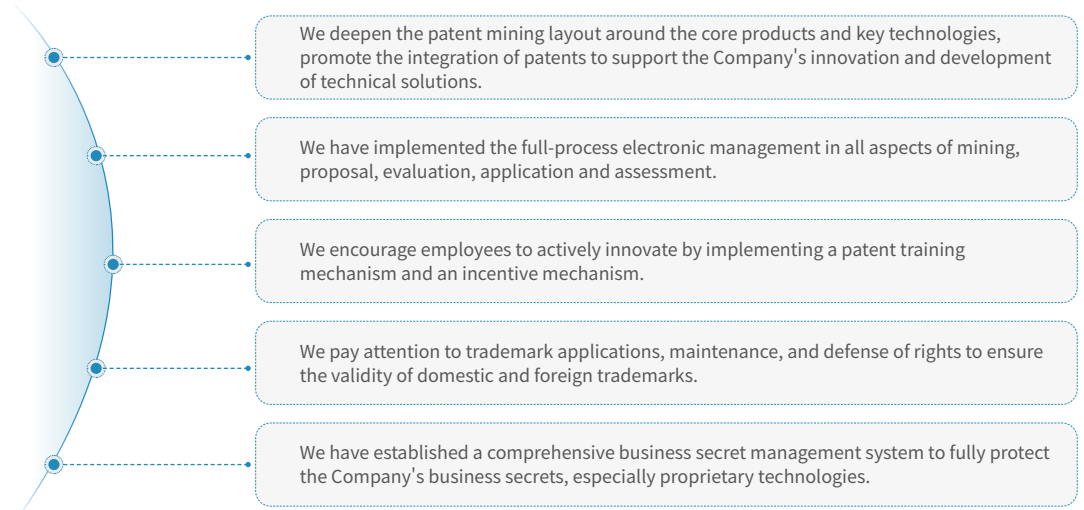 We deepen the patent mining layout around the core products and key technologies,
promote the integration of patents to support the Company's innovation and development
of technical solutions.
We have implemented the full-process electronic management in all aspects of mining,
proposal, evaluation, application and assessment.
We encourage employees to actively innovate by implementing a patent training
mechanism and an incentive mechanism.
We pay attention to trademark applications, maintenance, and defense of rights to ensure
the validity of domestic and foreign trademarks.
We have established a comprehensive business secret management system to fully protect
the Company's business secrets, especially proprietary technologies.